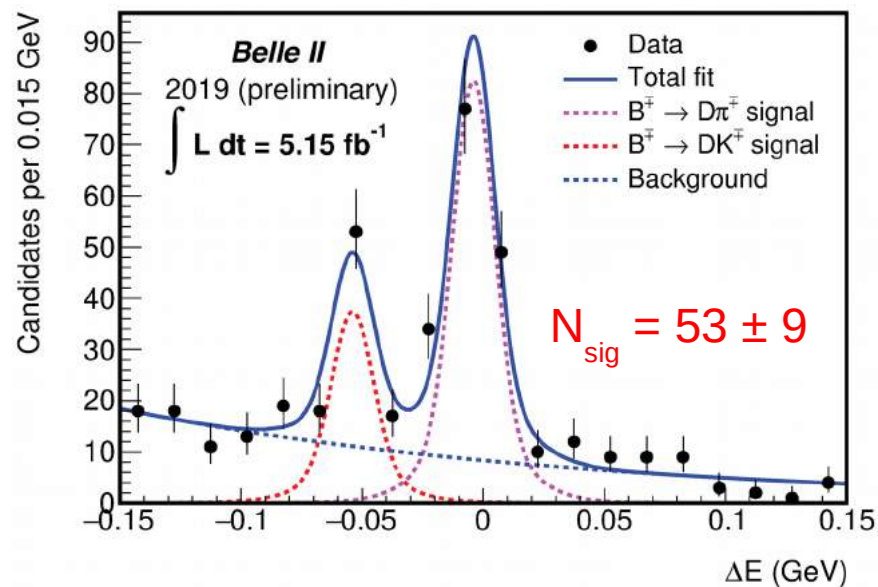 Candidates per 0.015 GeV
90
80
70
60
50
40
30
20
10
0
Belle II
2019 (preliminary)
∫ L dt = 5.15 fb⁻¹
Data
Total fit
B∓ → Dπ∓ signal
B∓ → DK∓ signal
Background
N_sig = 53 ± 9
−0.15 −0.1 −0.05 0 0.05 0.1 0.15
ΔE (GeV)